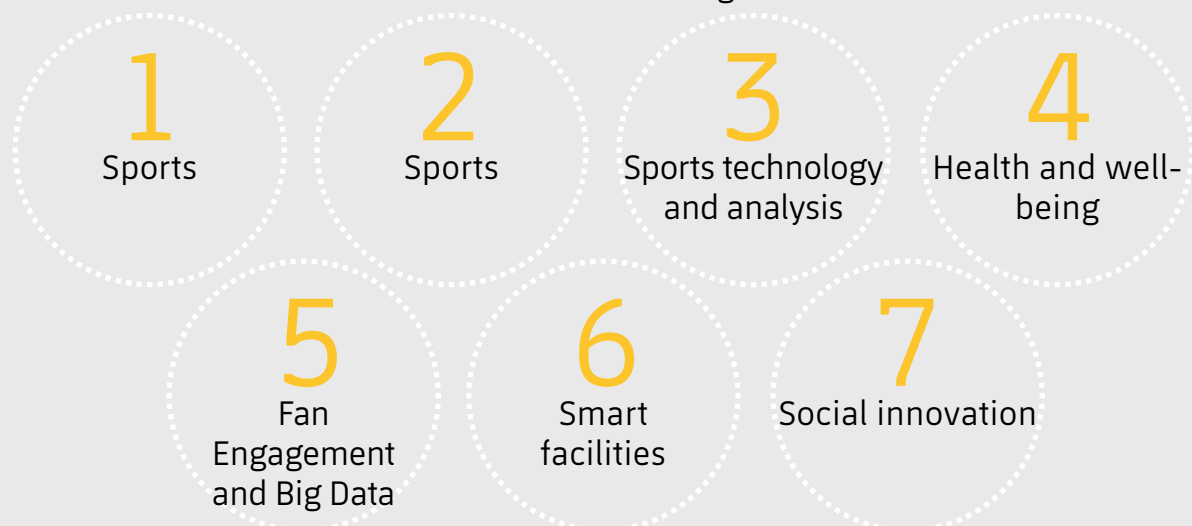 1
Sports
2
Sports
3
Sports technology
and analysis
4
Health and well-
being
5
Fan
Engagement
and Big Data
6
Smart
facilities
7
Social innovation